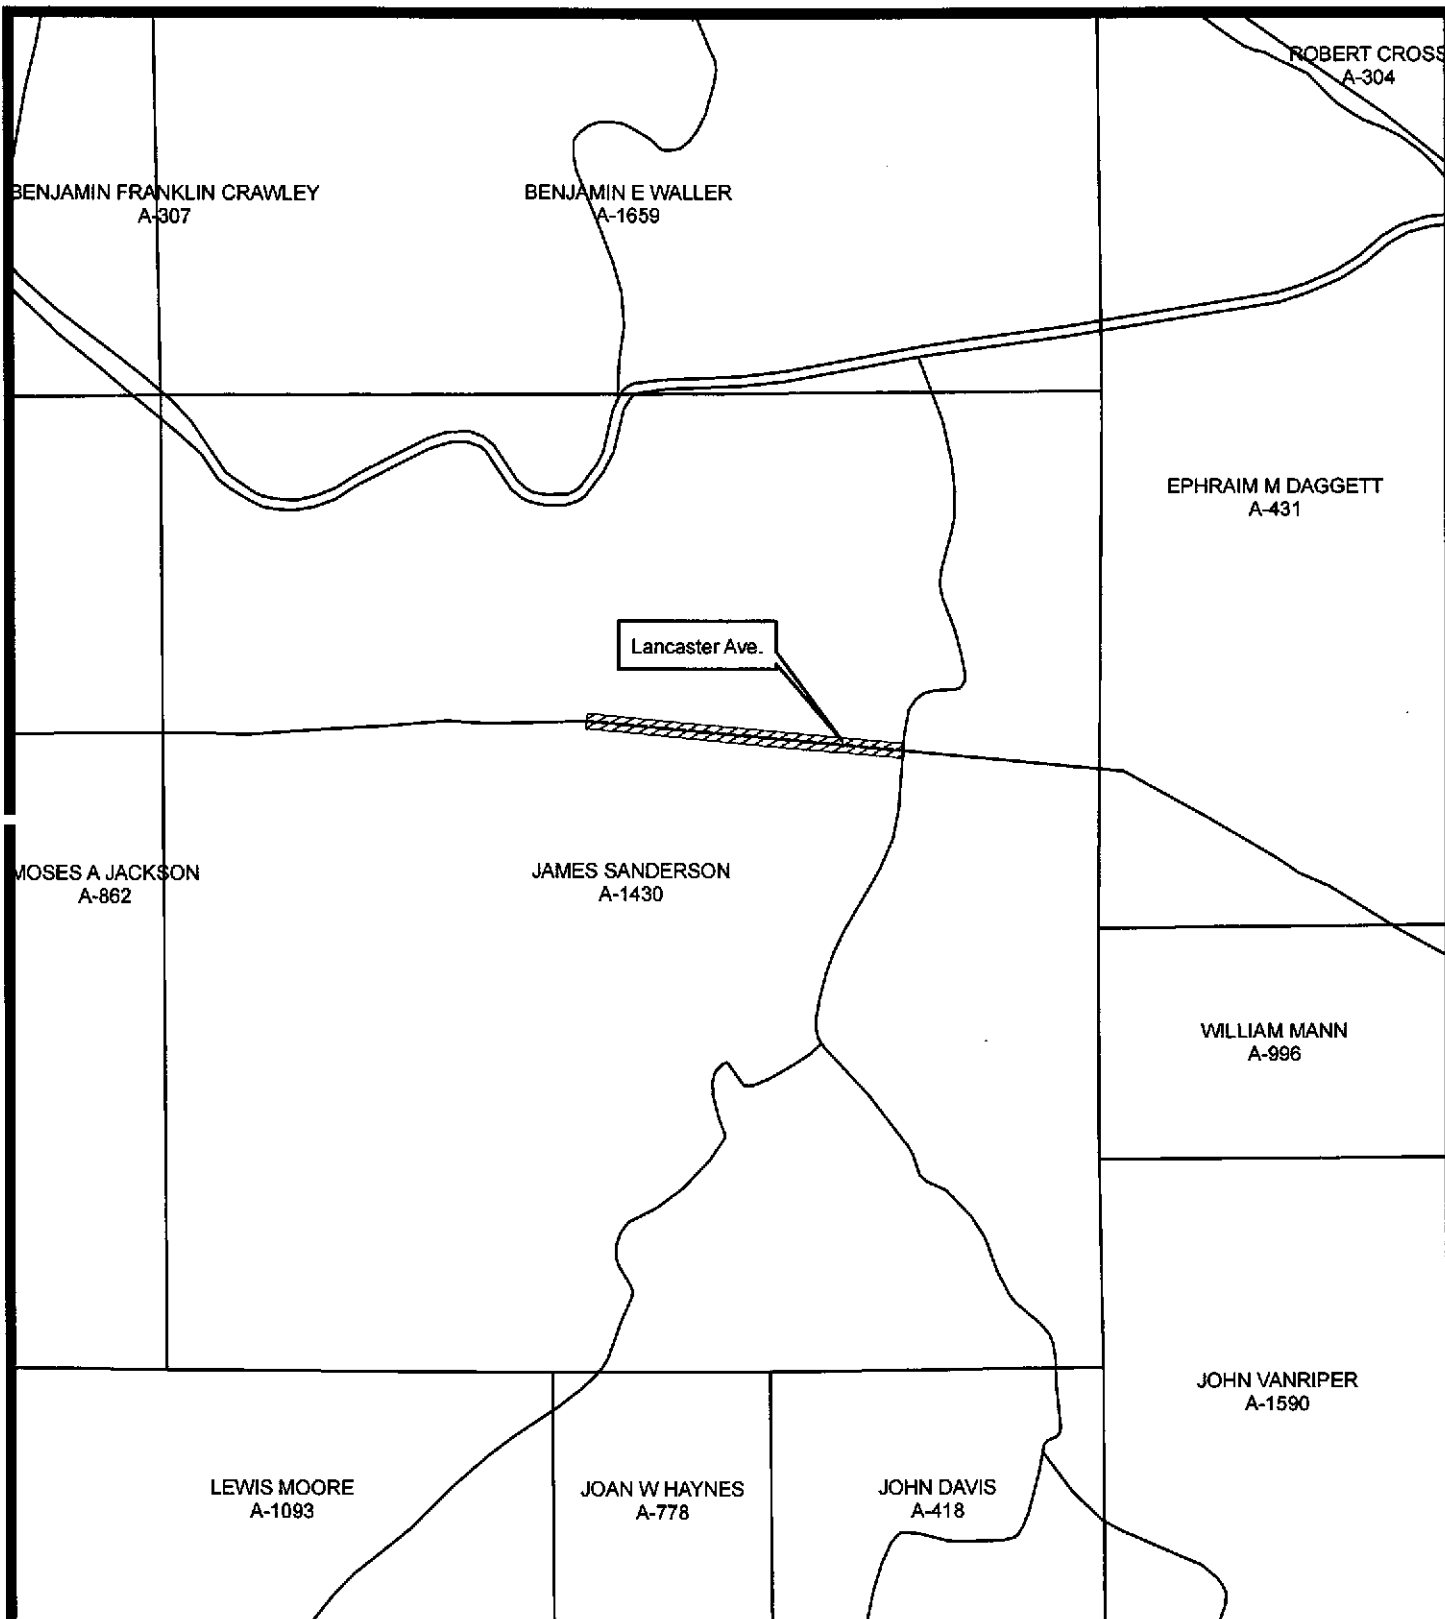 ROBERT CROSS
A-304
BENJAMIN FRANKLIN CRAWLEY
A-307
BENJAMIN E WALLER
A-1659
EPHRAIM M DAGGETT
A-431
Lancaster Ave.
MOSES A JACKSON
A-862
JAMES SANDERSON
A-1430
WILLIAM MANN
A-996
JOHN VANRIPER
A-1590
LEWIS MOORE
A-1093
JOAN W HAYNES
A-778
JOHN DAVIS
A-418